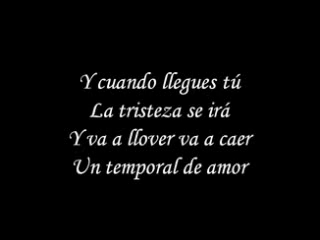 Y cuando llegues tú
La tristeza se irá
Y va a llover va a caer
Un temporal de amor